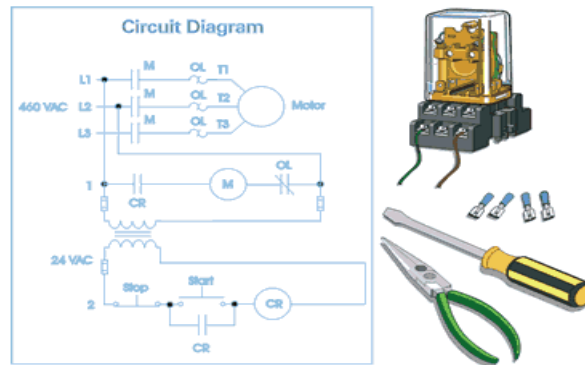 Circuit Diagram
M OL T1
L1
M OL T2 Motor
460 VAC L2
M OL T3
L3
OL
1 M
CR
24 VAC
Start
Stop
2 CR
CR